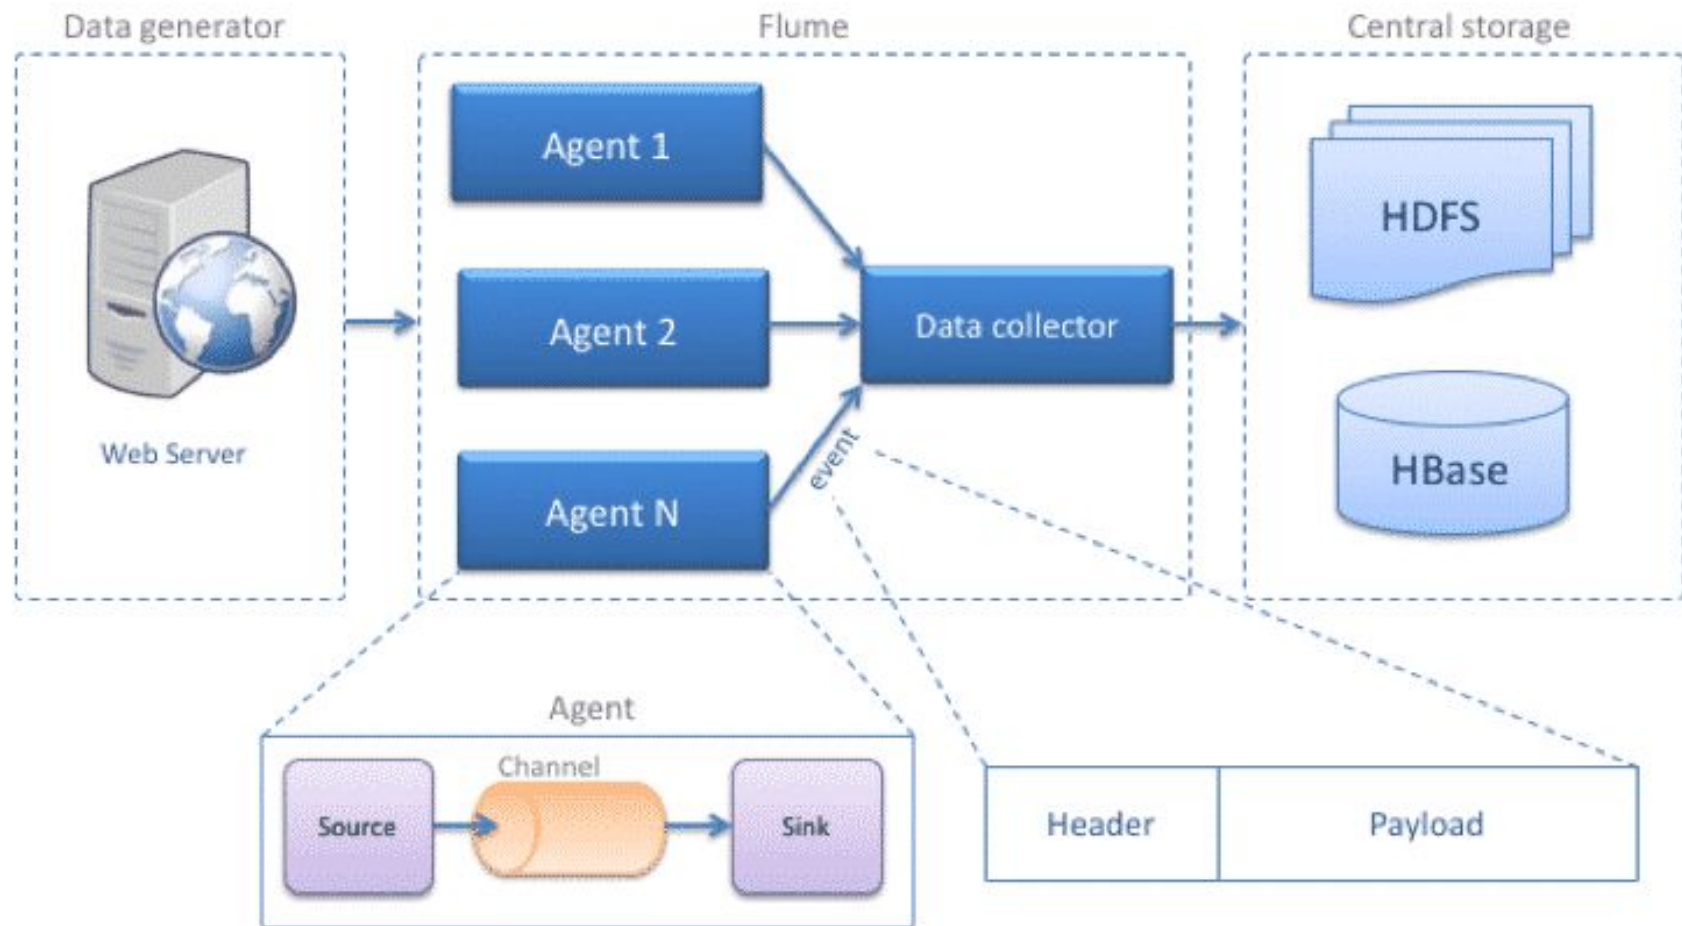 Data generator
Flume
Central storage
Agent 1
HDFS
Agent 2
Data collector
Web Server
event
HBase
Agent N
Agent
Channel
Source
Sink
Header
Payload